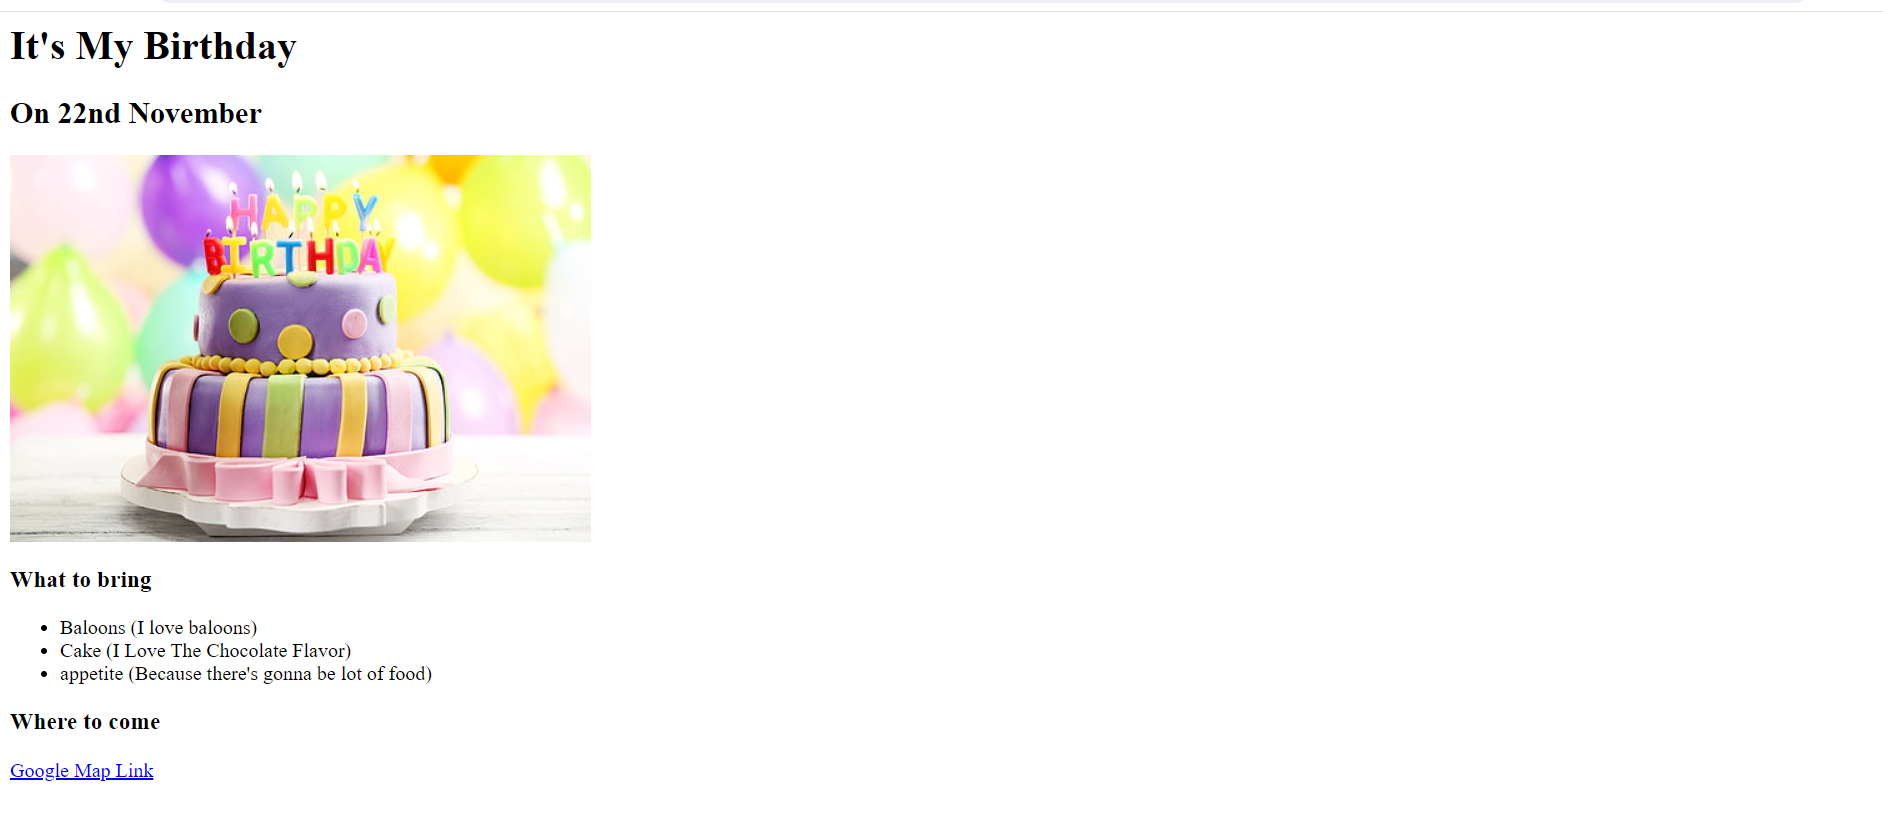 It's My Birthday
On 22nd November
HAPPY
BIRTHDAY
What to bring
Baloons (I love baloons)
Cake (I Love The Chocolate Flavor)
appetite (Because there's gonna be lot of food)
Where to come
Google Map Link